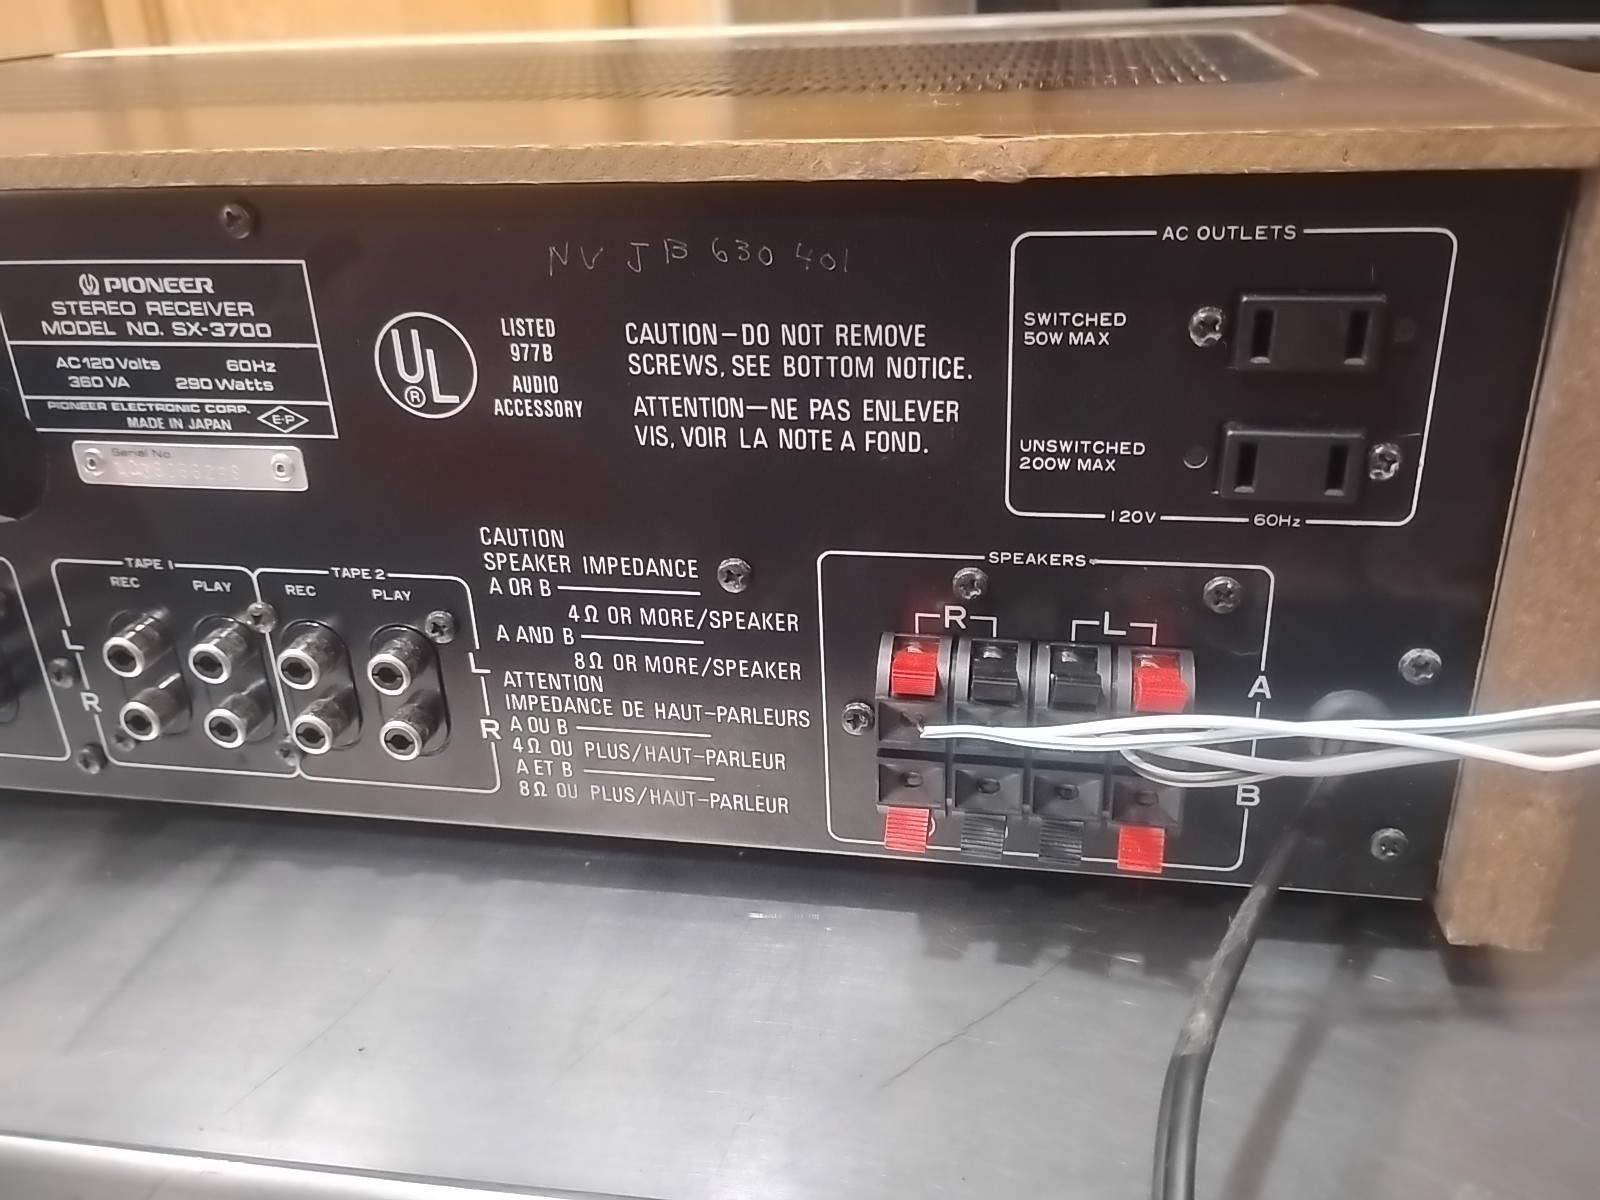 NV JB 630 401
PIONEER
STEREO RECEIVER
MODEL NO. SX-3700
AC 120 Volts 60Hz
360 VA 290 Watts
PIONEER ELECTRONIC CORP.
MADE IN JAPAN
E-P
Serial No
UL
®
LISTED
977B
AUDIO
ACCESSORY
CAUTION—DO NOT REMOVE
SCREWS, SEE BOTTOM NOTICE.
ATTENTION—NE PAS ENLEVER
VIS, VOIR LA NOTE A FOND.
AC OUTLETS
SWITCHED
50W MAX
UNSWITCHED
200W MAX
120V 60Hz
TAPE 1
REC PLAY
TAPE 2
REC PLAY
L
R
L
R
CAUTION
SPEAKER IMPEDANCE
A OR B
4Ω OR MORE/SPEAKER
A AND B
8Ω OR MORE/SPEAKER
ATTENTION
IMPEDANCE DE HAUT-PARLEURS
A OU B
4Ω OU PLUS/HAUT-PARLEUR
A ET B
8Ω OU PLUS/HAUT-PARLEUR
SPEAKERS
R L
A
B